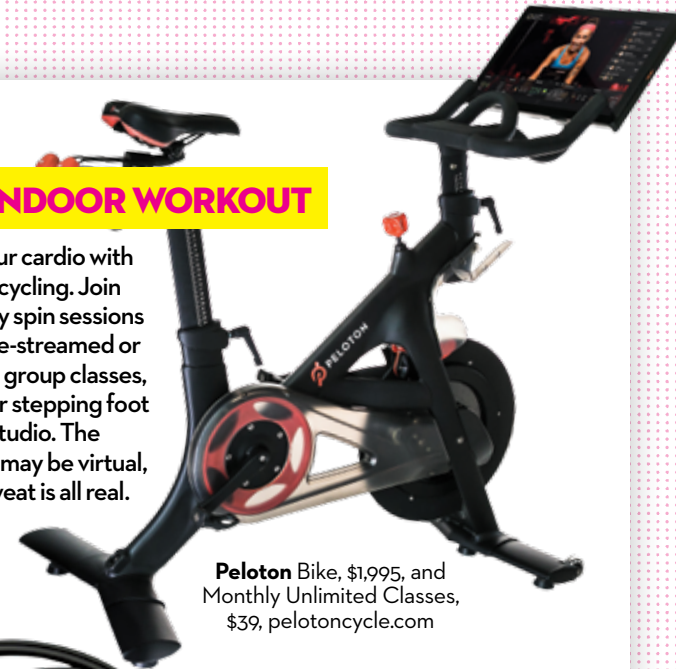 NDOOR WORKOUT
ur cardio with
cycling. Join
y spin sessions
e-streamed or
group classes,
r stepping foot
tudio. The
may be virtual,
eat is all real.
PELOTON
Peloton Bike, $1,995, and
Monthly Unlimited Classes,
$39, pelotoncycle.com